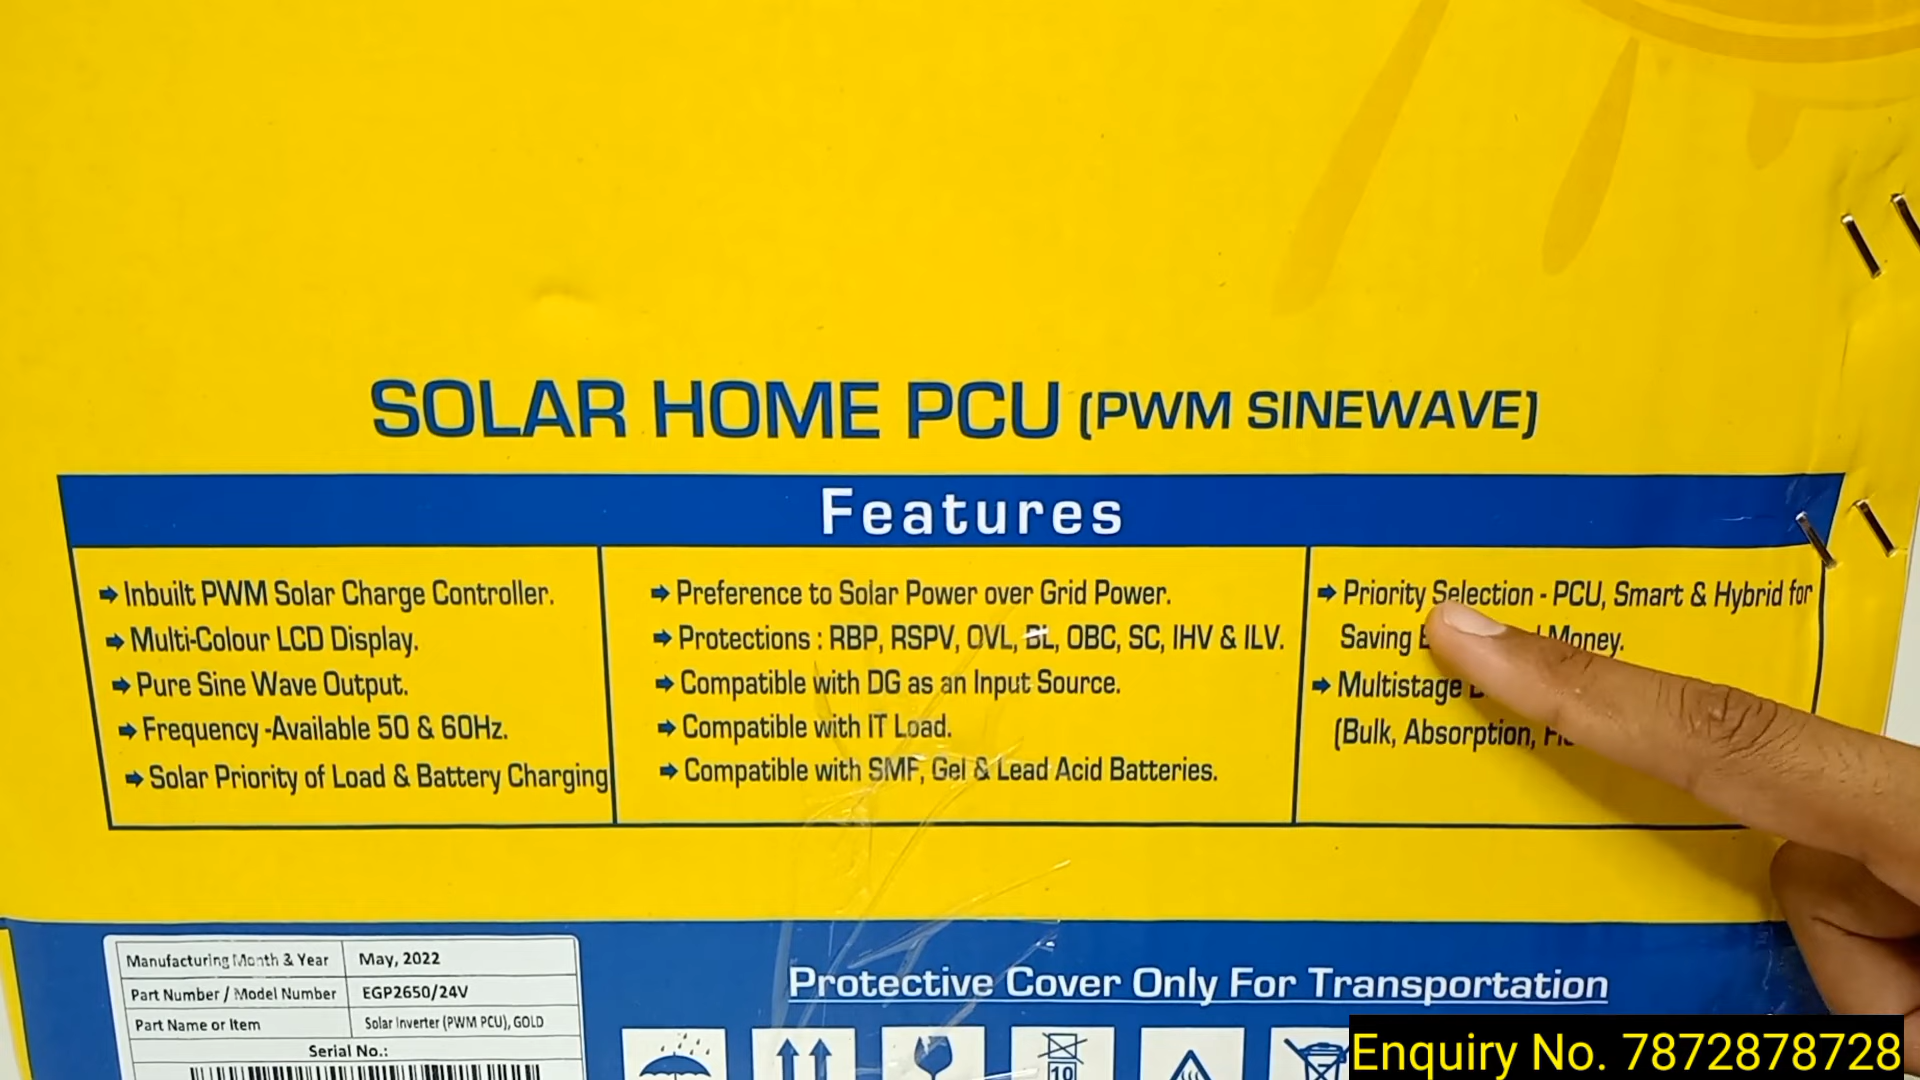 SOLAR HOME PCU (PWM SINEWAVE)
Features
Inbuilt PWM Solar Charge Controller.
Multi-Colour LCD Display.
Pure Sine Wave Output.
Frequency -Available 50 & 60Hz.
Solar Priority of Load & Battery Charging
Preference to Solar Power over Grid Power.
Protections : RBP, RSPV, OVL, BL, OBC, SC, IHV & ILV.
Compatible with DG as an Input Source.
Compatible with IT Load.
Compatible with SMF, Gel & Lead Acid Batteries.
Priority Selection - PCU, Smart & Hybrid for
Saving Money.
Multistage
(Bulk, Absorption,
Manufacturing Month & Year May, 2022
Part Number / Model Number EGP2650/24V
Part Name or Item Solar Inverter (PWM PCU), GOLD
Serial No.:
Protective Cover Only For Transportation
10
Enquiry No. 7872878728